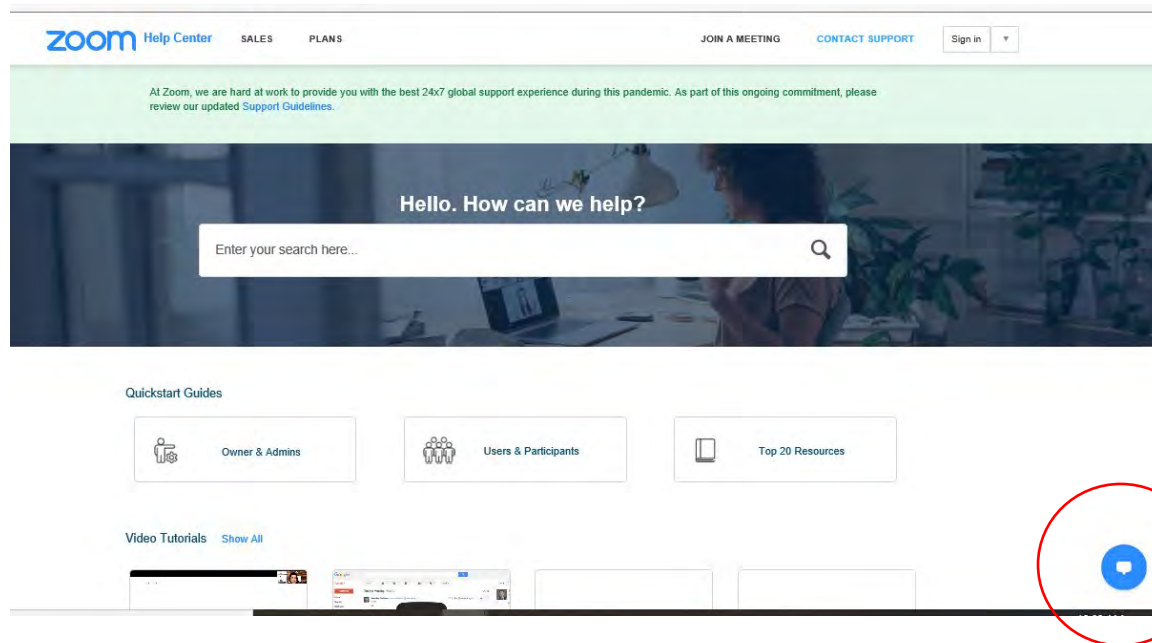 zoom Help Center SALES PLANS JOIN A MEETING CONTACT SUPPORT Sign in
At Zoom, we are hard at work to provide you with the best 24x7 global support experience during this pandemic. As part of this ongoing commitment, please
review our updated Support Guidelines.
Hello. How can we help?
Enter your search here...
Quickstart Guides
Owner & Admins Users & Participants Top 20 Resources
Video Tutorials Show All